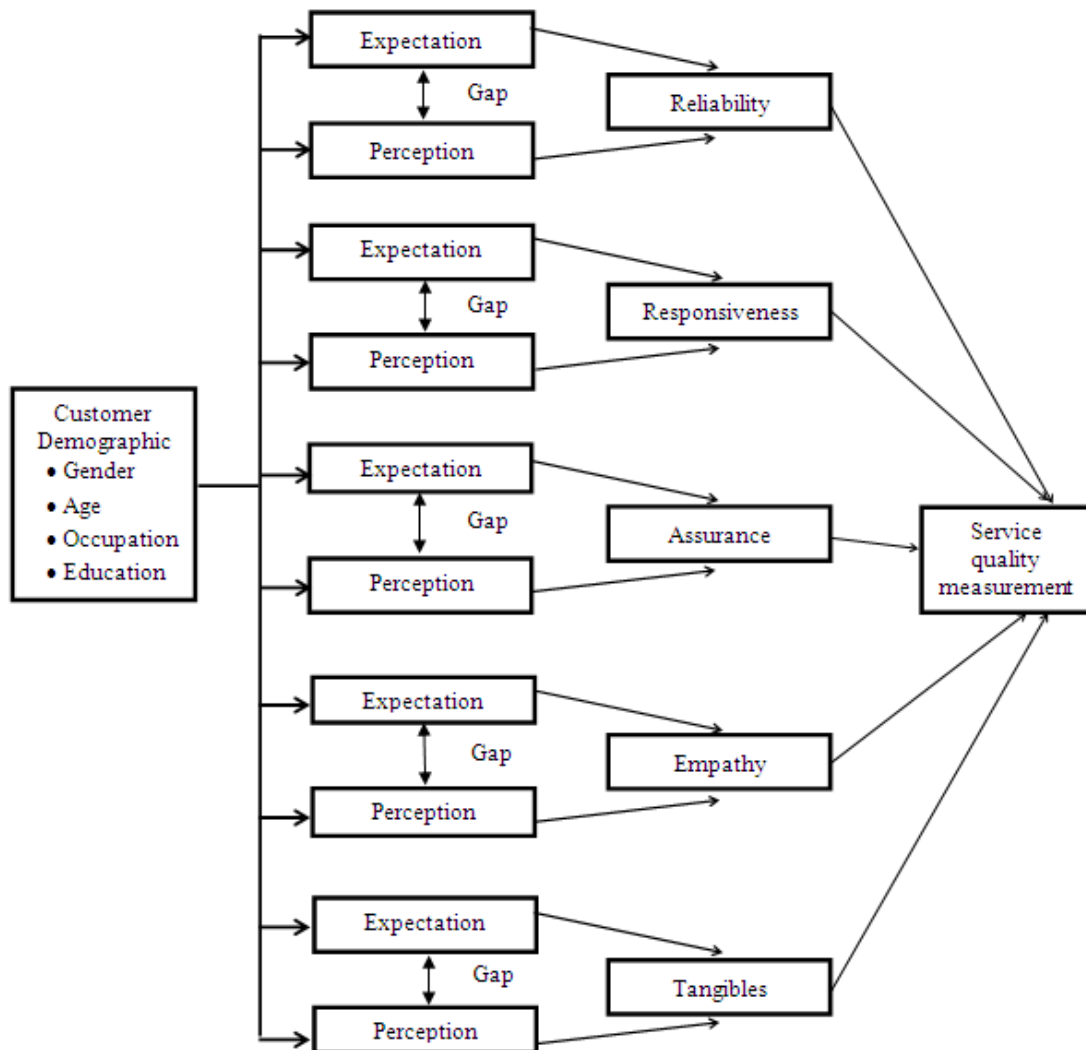 Expectation
Gap
Perception
Reliability
Expectation
Gap
Perception
Responsiveness
Customer
Demographic
• Gender
• Age
• Occupation
• Education
Expectation
Gap
Perception
Assurance
Service
quality
measurement
Expectation
Gap
Perception
Empathy
Expectation
Gap
Perception
Tangibles